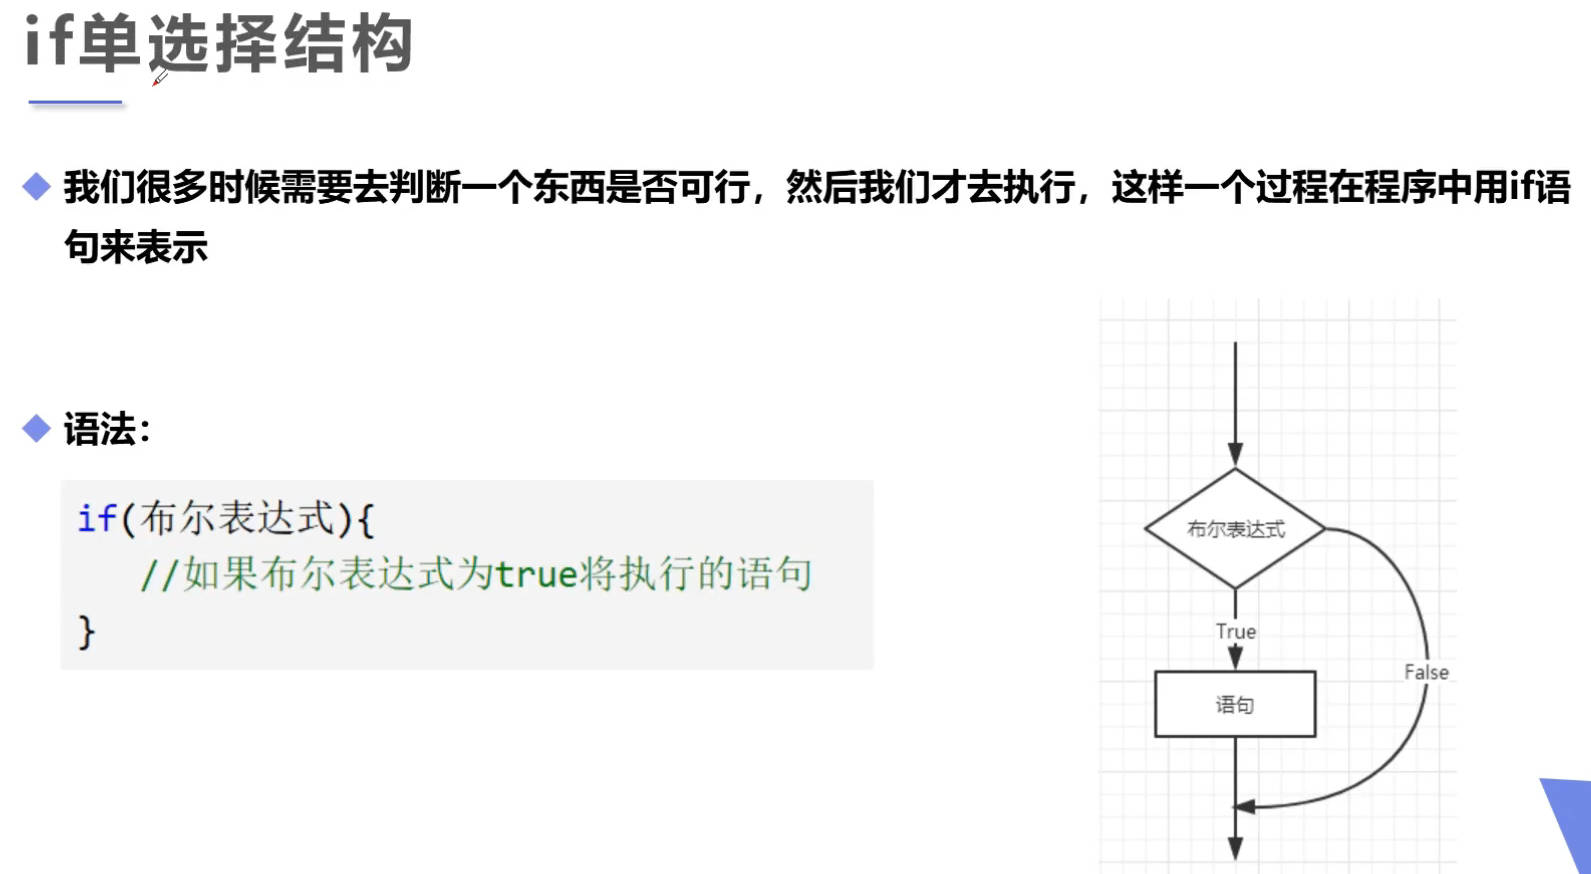 if单选择结构
我们很多时候需要去判断一个东西是否可行，然后我们才去执行，这样一个过程在程序中用if语
句来表示
语法：
if(布尔表达式){
//如果布尔表达式为true将执行的语句
}
布尔表达式
True
False
语句